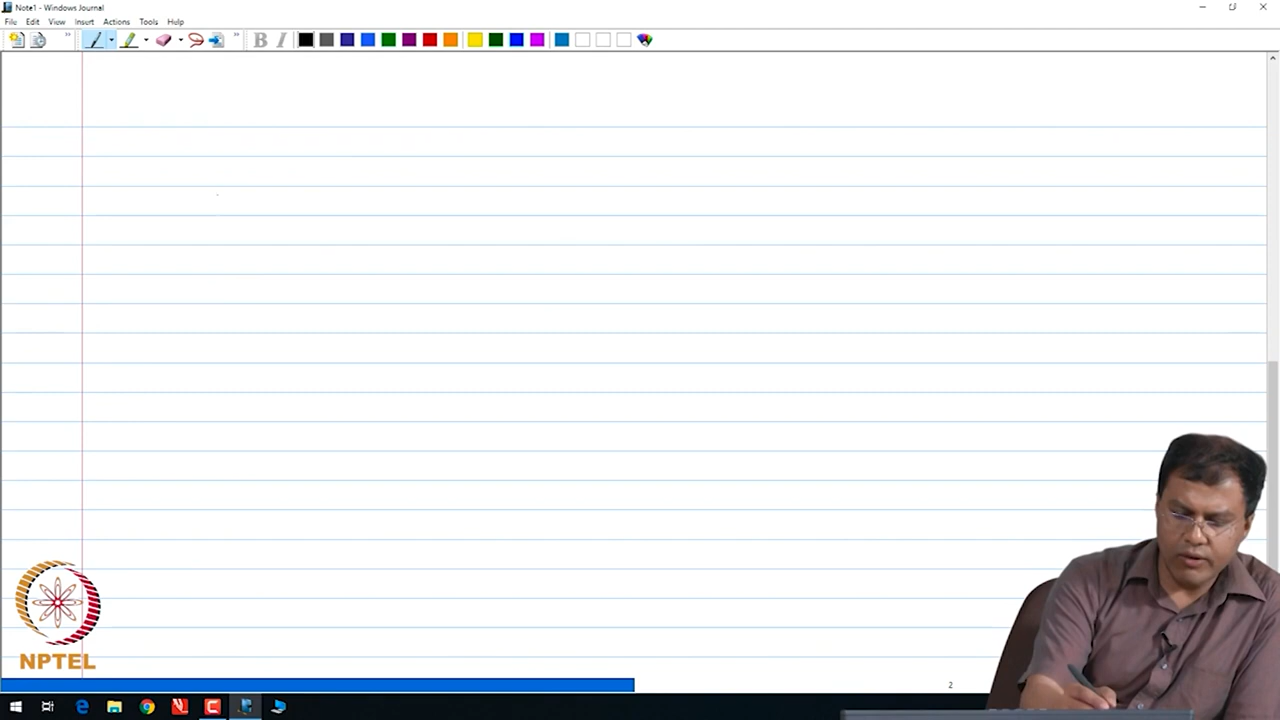 Note1 - Windows Journal
File Edit View Insert Actions Tools Help
B I
NPTEL
2